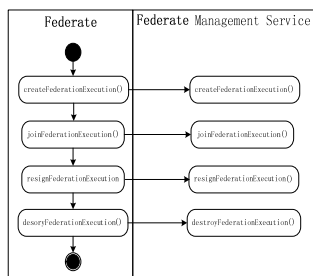 Federate
Federate Management Service
createFederationExecution()
createFederationExecution()
joinFederationExecution()
joinFederationExecution()
resignFederationExecution
resignFederationExecution()
desoryFederationExecution()
destroyFederationExecution()